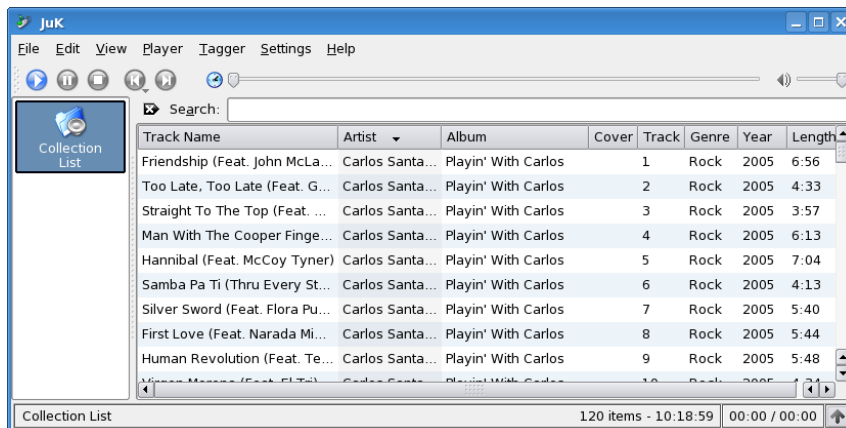 JuK
File Edit View Player Tagger Settings Help
Search:
Collection List
Track Name Artist Album Cover Track Genre Year Length
Friendship (Feat. John McLa... Carlos Santa... Playin' With Carlos 1 Rock 2005 6:56
Too Late, Too Late (Feat. G... Carlos Santa... Playin' With Carlos 2 Rock 2005 4:33
Straight To The Top (Feat. ... Carlos Santa... Playin' With Carlos 3 Rock 2005 3:57
Man With The Cooper Finge... Carlos Santa... Playin' With Carlos 4 Rock 2005 6:13
Hannibal (Feat. McCoy Tyner) Carlos Santa... Playin' With Carlos 5 Rock 2005 7:04
Samba Pa Ti (Thru Every St... Carlos Santa... Playin' With Carlos 6 Rock 2005 4:13
Silver Sword (Feat. Flora Pu... Carlos Santa... Playin' With Carlos 7 Rock 2005 5:40
First Love (Feat. Narada Mi... Carlos Santa... Playin' With Carlos 8 Rock 2005 5:44
Human Revolution (Feat. Te... Carlos Santa... Playin' With Carlos 9 Rock 2005 5:48
Collection List 120 items - 10:18:59 00:00 / 00:00